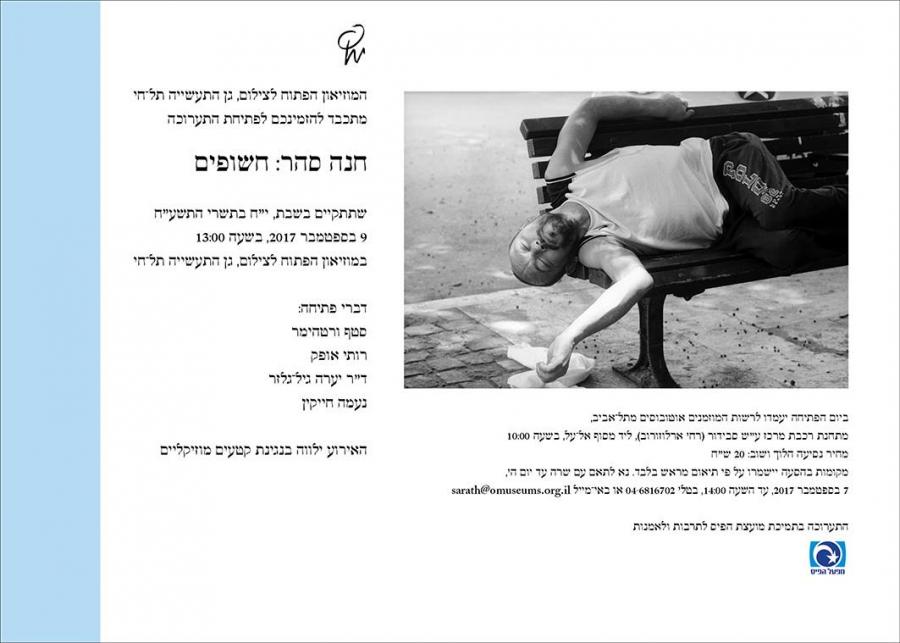 המוזיאון הפתוח לצילום, גן התעשייה תל־חי
מתכבד להזמינכם לפתיחת התערוכה
חנה סהר: חשופים
שתתקיים בשבת, י״ח בתשרי התשע״ח
9 בספטמבר 2017, בשעה 13:00
במוזיאון הפתוח לצילום, גן התעשייה תל־חי
דברי פתיחה:
סטף ורטהימר
רותי אופק
ד״ר יערה גיל־גלזר
נעמה חייקין
האירוע ילווה בנגינת קטעים מוזיקליים
ביום הפתיחה יעמדו לרשות המוזמנים אוטובוסים מתל־אביב,
מתחנת רכבת מרכז ע״ש סבידור (רח׳ ארלוזורוב), ליד מסוף אל־על, בשעה 10:00
מחיר נסיעה הלוך ושוב: 20 ש״ח
מקומות בהסעה יישמרו על פי תיאום מראש בלבד. נא לתאם עם שרה עד יום ה׳,
7 בספטמבר 2017, עד השעה 14:00, בטל׳ 04-6816702 או באי־מייל sarath@omuseums.org.il
התערוכה בתמיכת מועצת הפיס לתרבות ולאמנות
מפעל הפיס